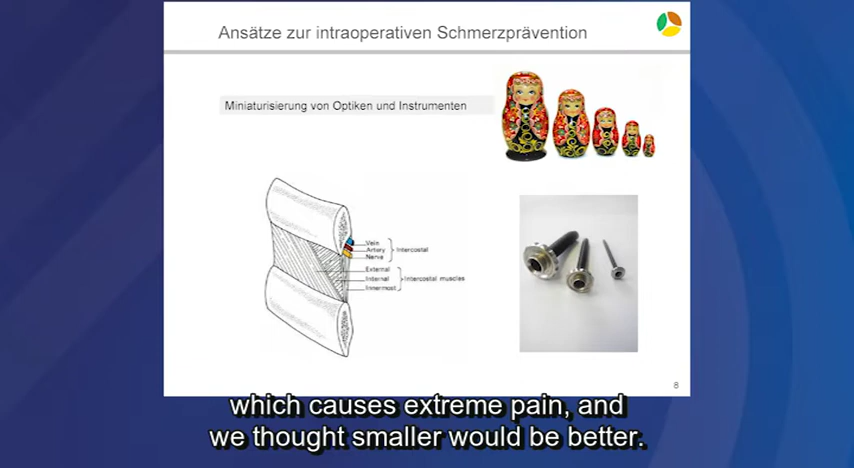 Ansätze zur intraoperativen Schmerzprävention
Miniaturisierung von Optiken und Instrumenten
Vein
Artery
Nerve
Intercostal
External
Internal
Innermost
Intercostal muscles
8
which causes extreme pain, and
we thought smaller would be better.